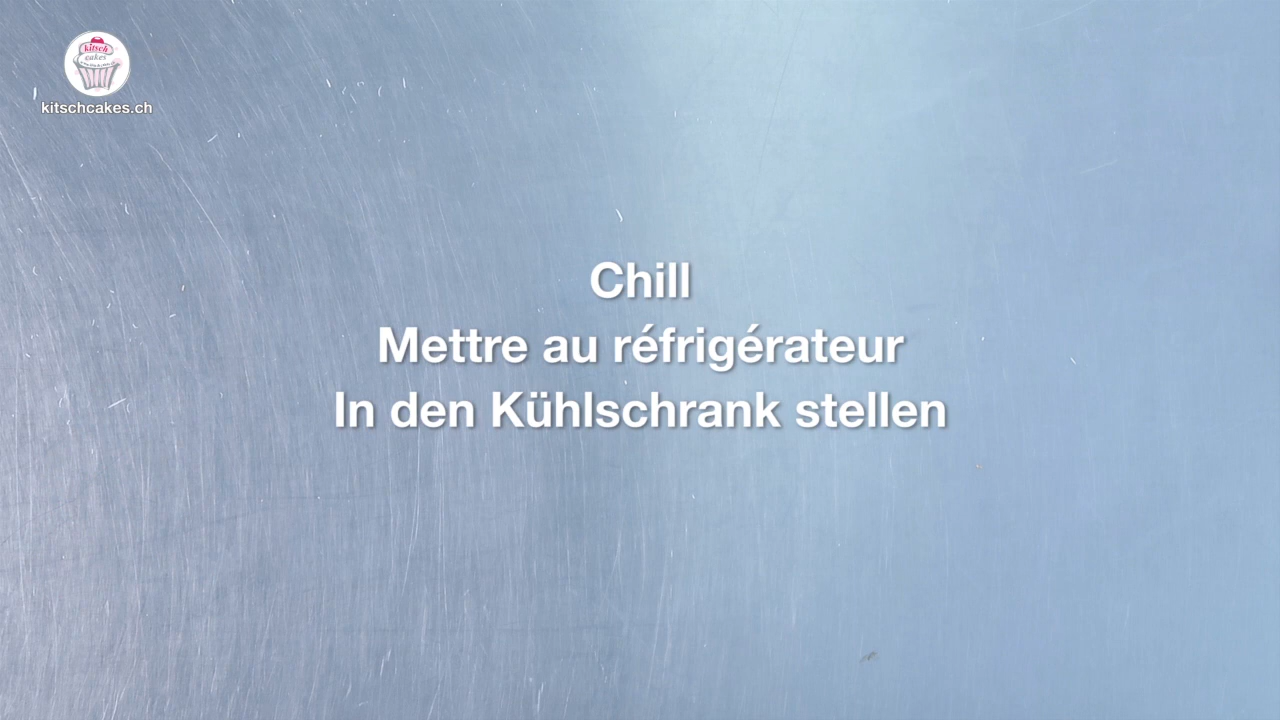 kitsch
cakes
kitschcakes.ch
Chill
Mettre au réfrigérateur
In den Kühlschrank stellen